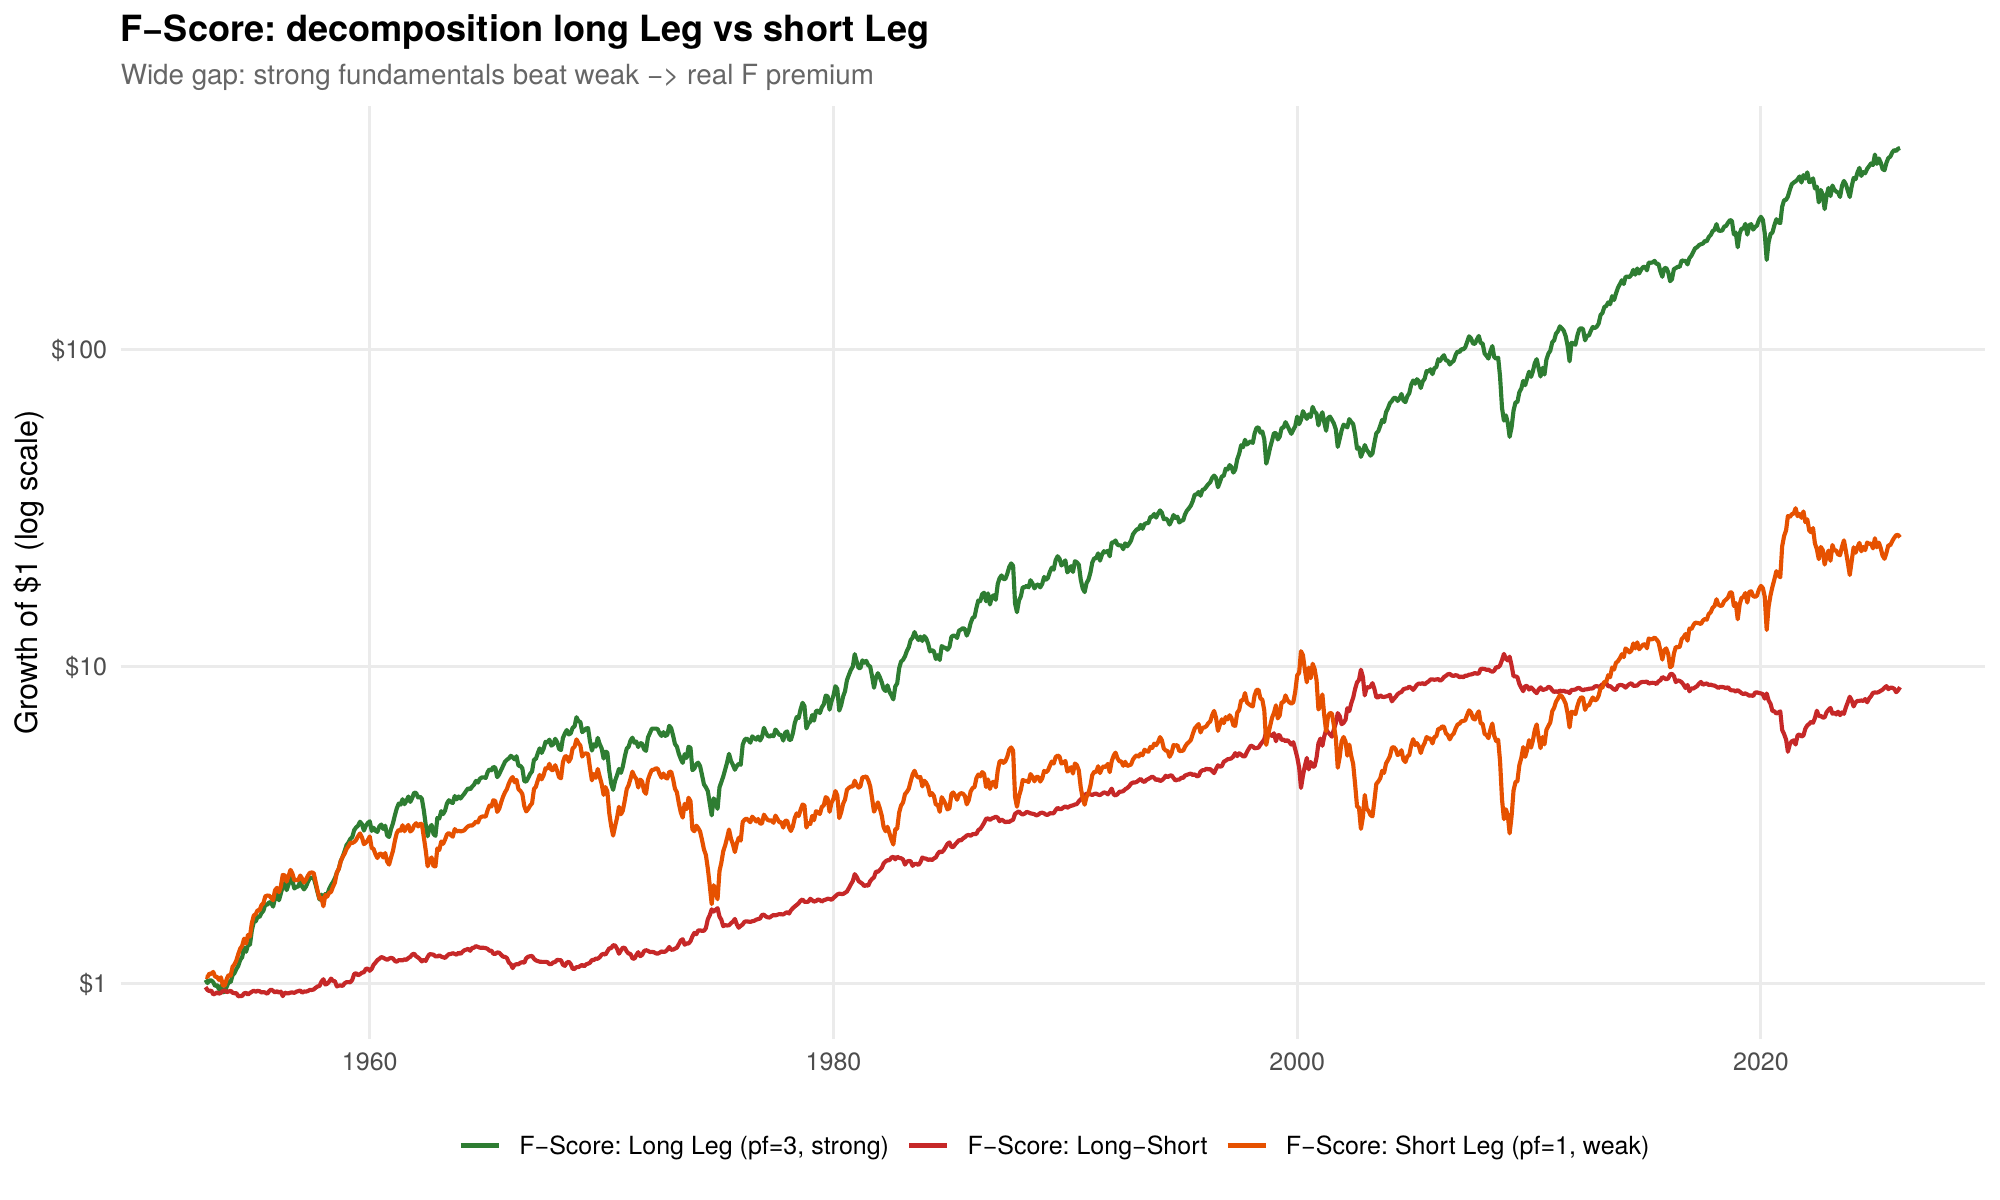 F−Score: decomposition long Leg vs short Leg
Wide gap: strong fundamentals beat weak −> real F premium
Growth of $1 (log scale)
$100
$10
$1
1960 1980 2000 2020
F−Score: Long Leg (pf=3, strong) F−Score: Long−Short F−Score: Short Leg (pf=1, weak)